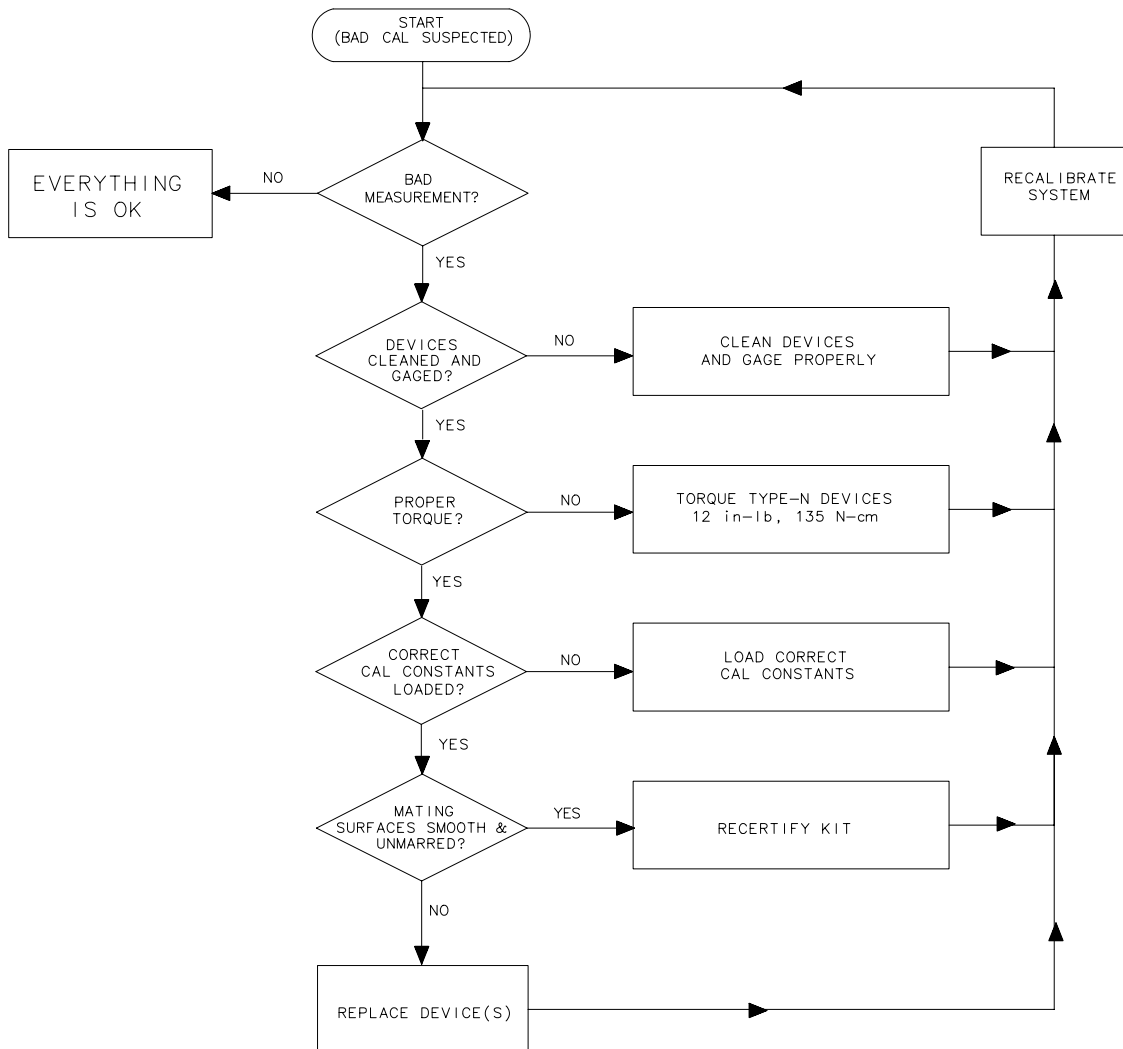 START
(BAD CAL SUSPECTED)
BAD
MEASUREMENT?
NO
EVERYTHING
IS OK
RECALIBRATE
SYSTEM
YES
DEVICES
CLEANED AND
GAGED?
NO
CLEAN DEVICES
AND GAGE PROPERLY
YES
PROPER
TORQUE?
NO
TORQUE TYPE-N DEVICES
12 in-lb, 135 N-cm
YES
CORRECT
CAL CONSTANTS
LOADED?
NO
LOAD CORRECT
CAL CONSTANTS
YES
MATING
SURFACES SMOOTH &
UNMARRED?
YES
RECERTIFY KIT
NO
REPLACE DEVICE(S)